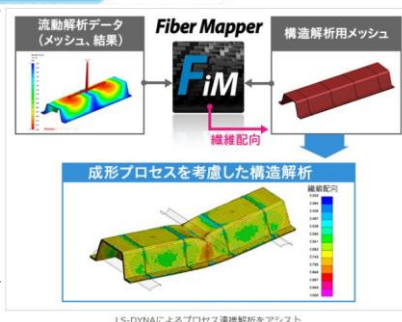 流動解析データ
(メッシュ、結果)
Fiber Mapper
FiM
構造解析用メッシュ
繊維配向
成形プロセスを考慮した構造解析
繊維配向
LS-DYNAによるプロセス連携解析をアシスト